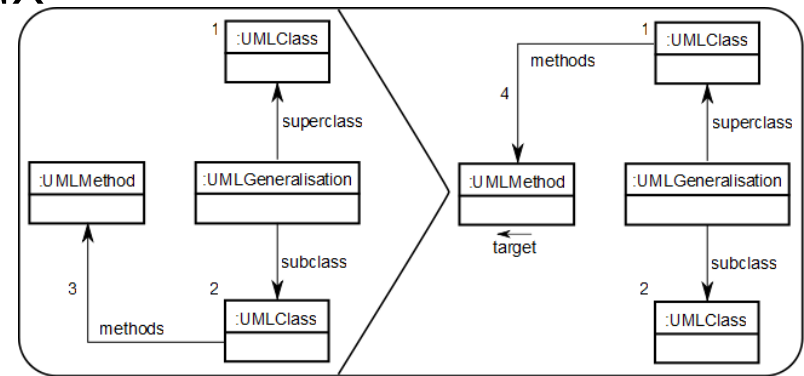 1
:UMLClass
superclass
:UMLMethod
:UMLGeneralisation
subclass
3
2
:UMLClass
methods
1
:UMLClass
methods
4
superclass
:UMLMethod
:UMLGeneralisation
target
subclass
2
:UMLClass